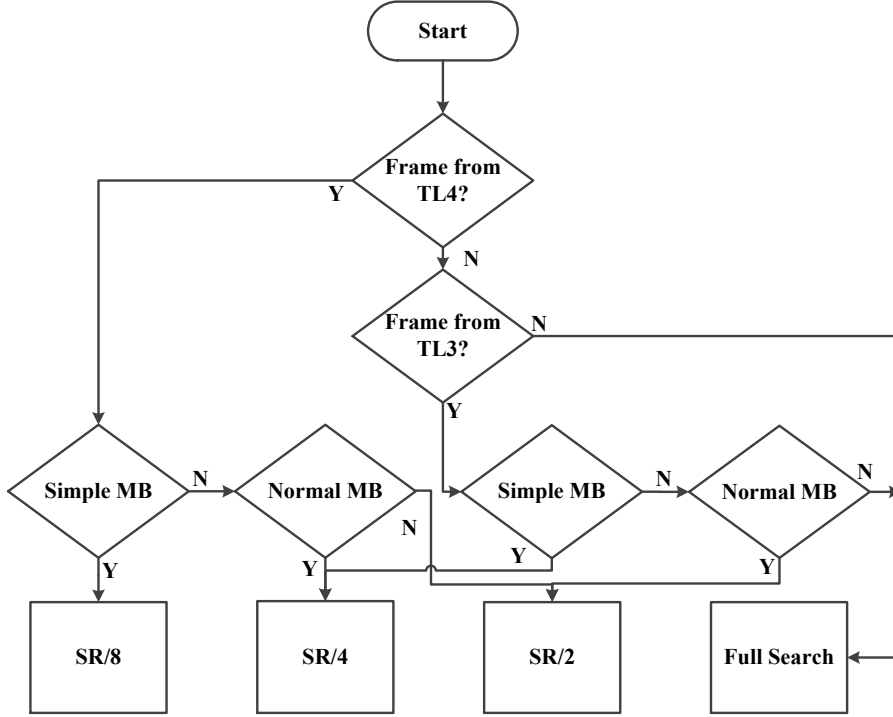 Start
Frame from
TL4?
Y
N
Frame from
TL3?
N
Y
Simple MB
N
Normal MB
N
Simple MB
N
Normal MB
N
Y
Y
Y
Y
SR/8
SR/4
SR/2
Full Search